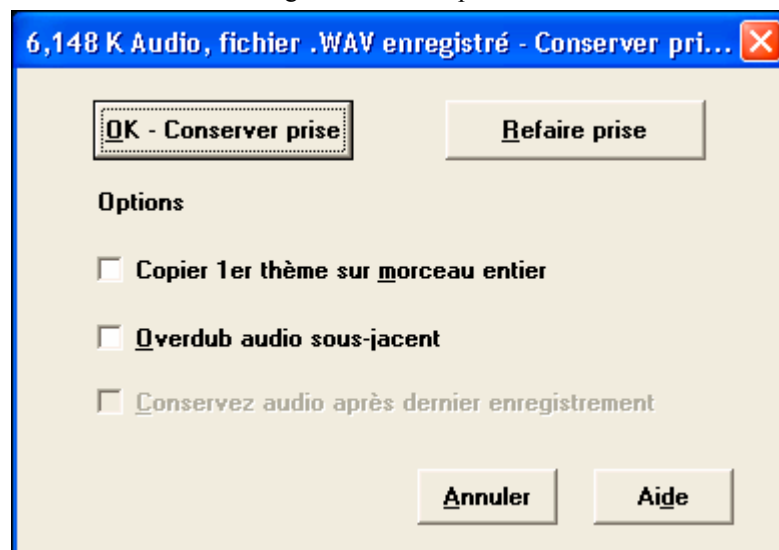 6,148 K Audio, fichier .WAV enregistré - Conserver pri...
OK - Conserver prise
Refaire prise
Options
Copier 1er thème sur morceau entier
Overdub audio sous-jacent
Conservez audio après dernier enregistrement
Annuler
Aide